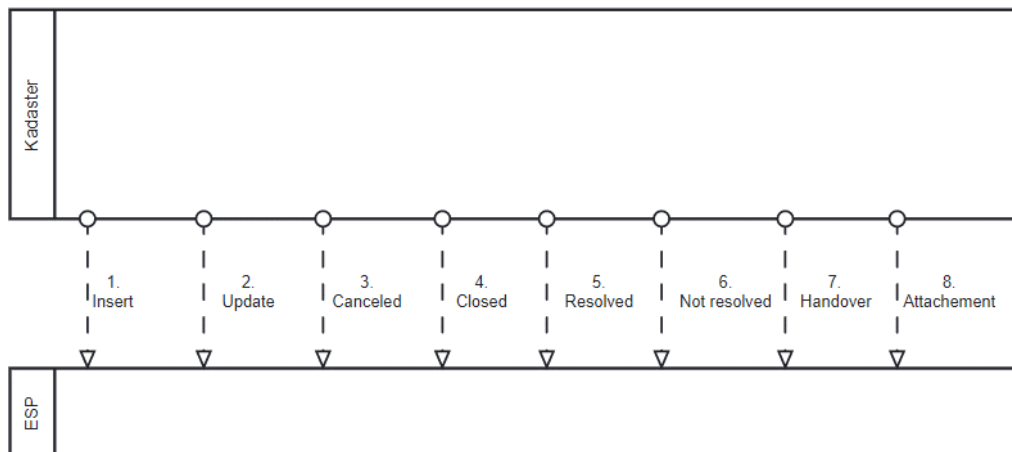 Kadaster
1.
Insert
2.
Update
3.
Canceled
4.
Closed
5.
Resolved
6.
Not resolved
7.
Handover
8.
Attachement
ESP